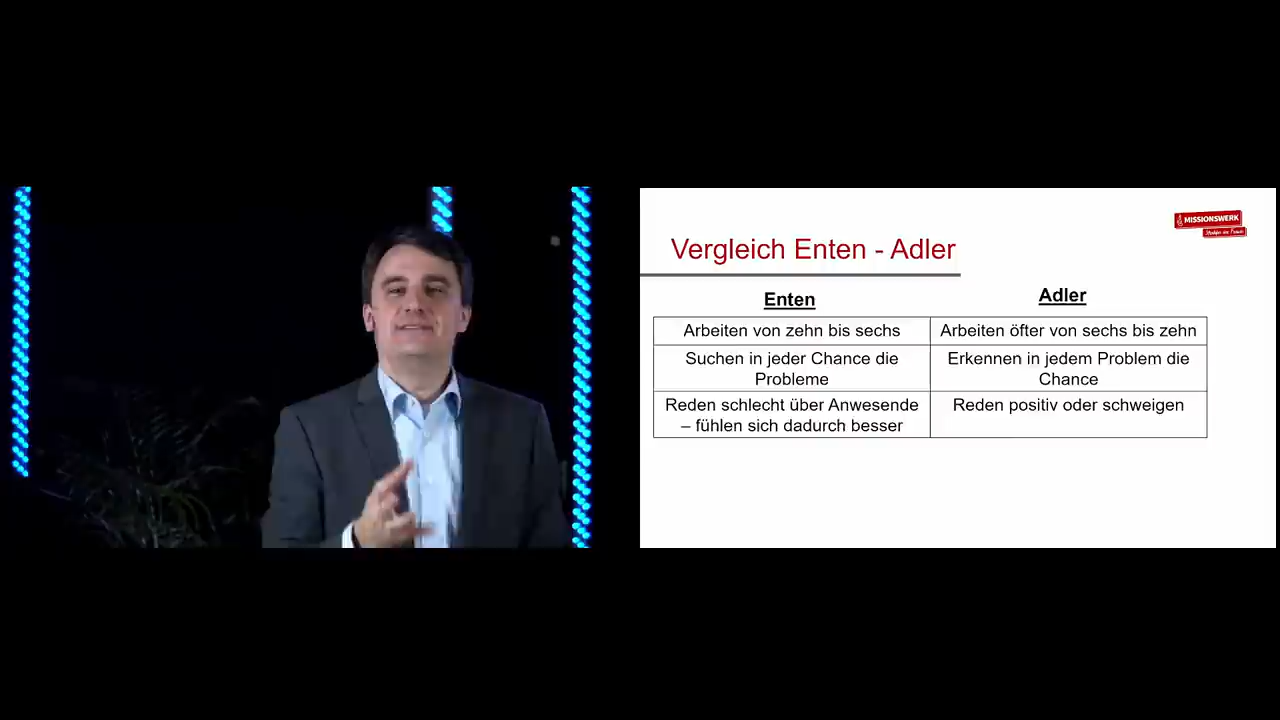 MISSIONSWERK
Vergleich Enten - Adler
Enten
Adler
Arbeiten von zehn bis sechs
Arbeiten öfter von sechs bis zehn
Suchen in jeder Chance die
Probleme
Erkennen in jedem Problem die
Chance
Reden schlecht über Anwesende
– fühlen sich dadurch besser
Reden positiv oder schweigen